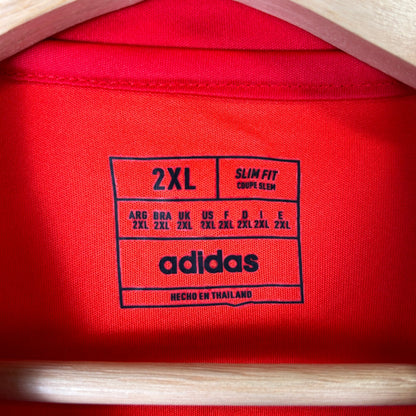 2XL
SLIM FIT
COUPE SLIM
ARG BRA UK US F D I E
2XL 2XL 2XL 2XL 2XL 2XL 2XL 2XL
adidas
HECHO EN THAILAND